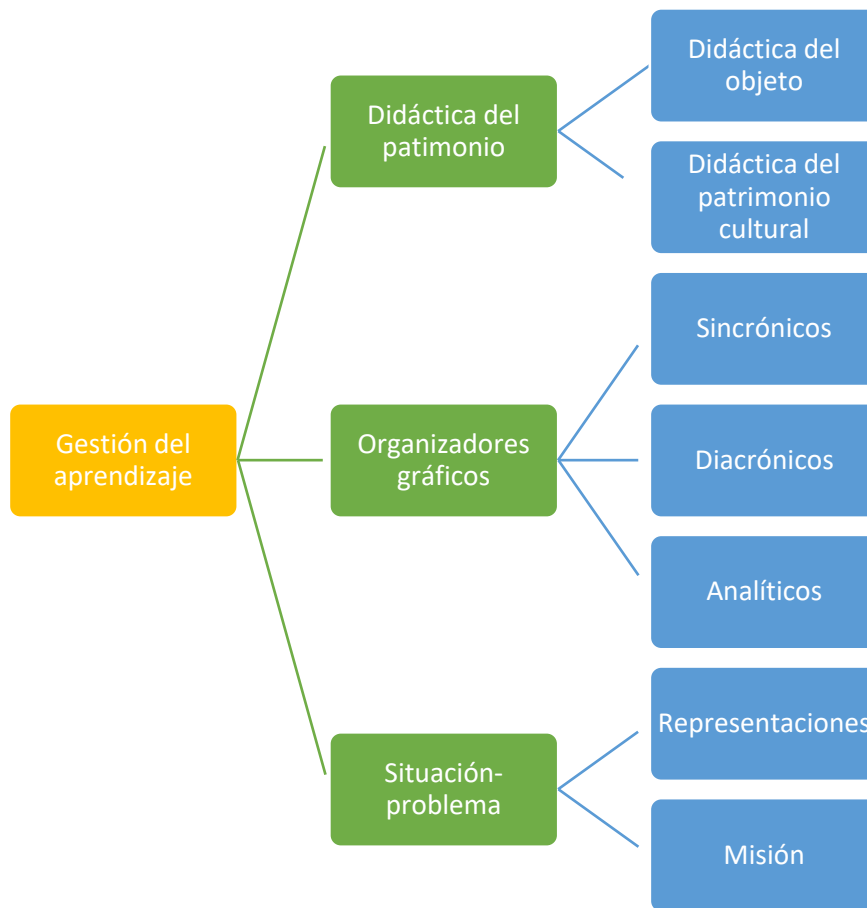 Gestión del
aprendizaje
Didáctica del
patimonio
Didáctica del
objeto
Didáctica del
patrimonio
cultural
Organizadores
gráficos
Sincrónicos
Diacrónicos
Analíticos
Situación-
problema
Representaciones
Misión